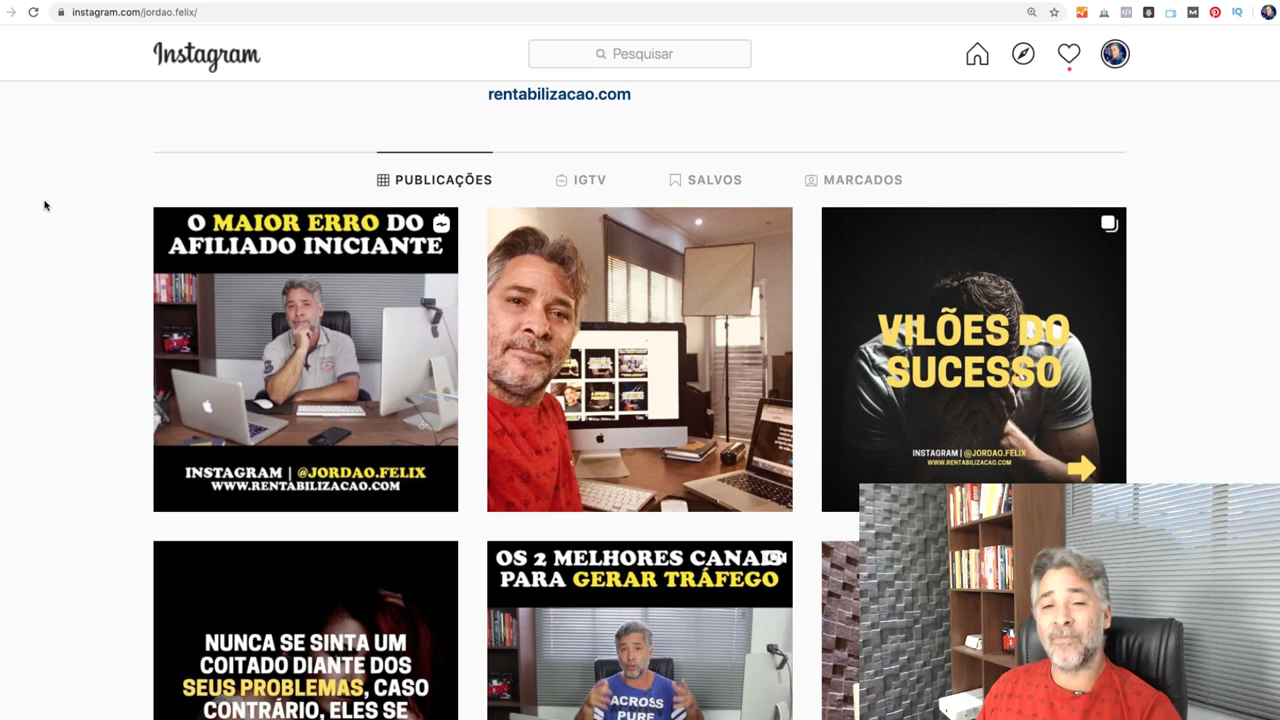 instagram.com/jordao.felix/
Instagram
Pesquisar
rentabilizacao.com
PUBLICAÇÕES
IGTV
SALVOS
MARCADOS
O MAIOR ERRO DO
AFILIADO INICIANTE
INSTAGRAM | @JORDAO.FELIX
WWW.RENTABILIZACAO.COM
VILÕES DO
SUCESSO
INSTAGRAM | @JORDAO.FELIX
WWW.RENTABILIZACAO.COM
NUNCA SE SINTA UM
COITADO DIANTE DOS
SEUS PROBLEMAS, CASO
CONTRÁRIO, ELES SE
OS 2 MELHORES CANAIS
PARA GERAR TRÁFEGO
ACROSS
PURE